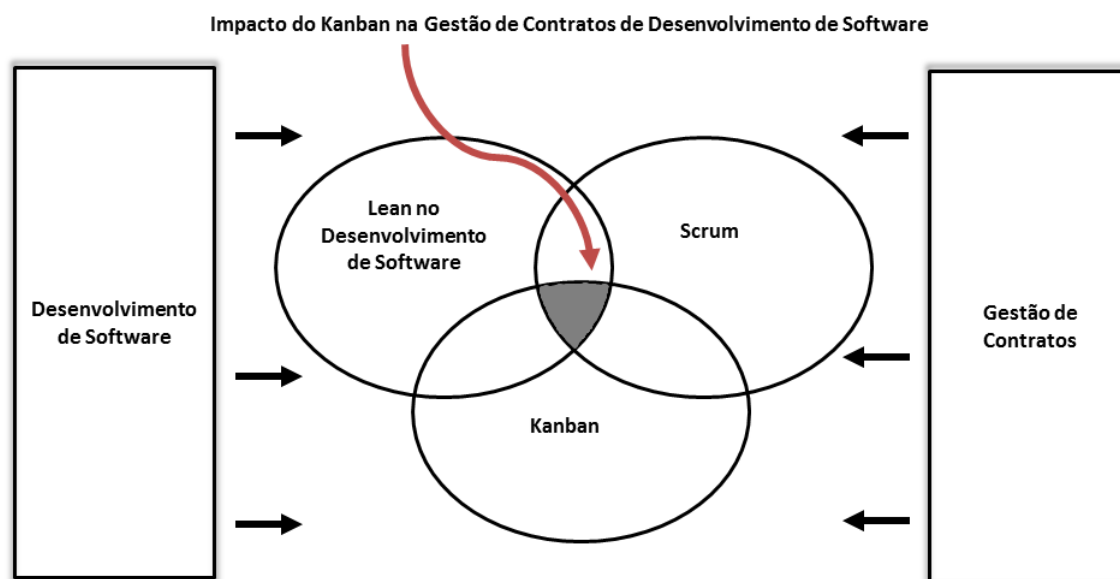 Impacto do Kanban na Gestão de Contratos de Desenvolvimento de Software
Lean no
Desenvolvimento
de Software
Scrum
Desenvolvimento
de Software
Gestão de
Contratos
Kanban